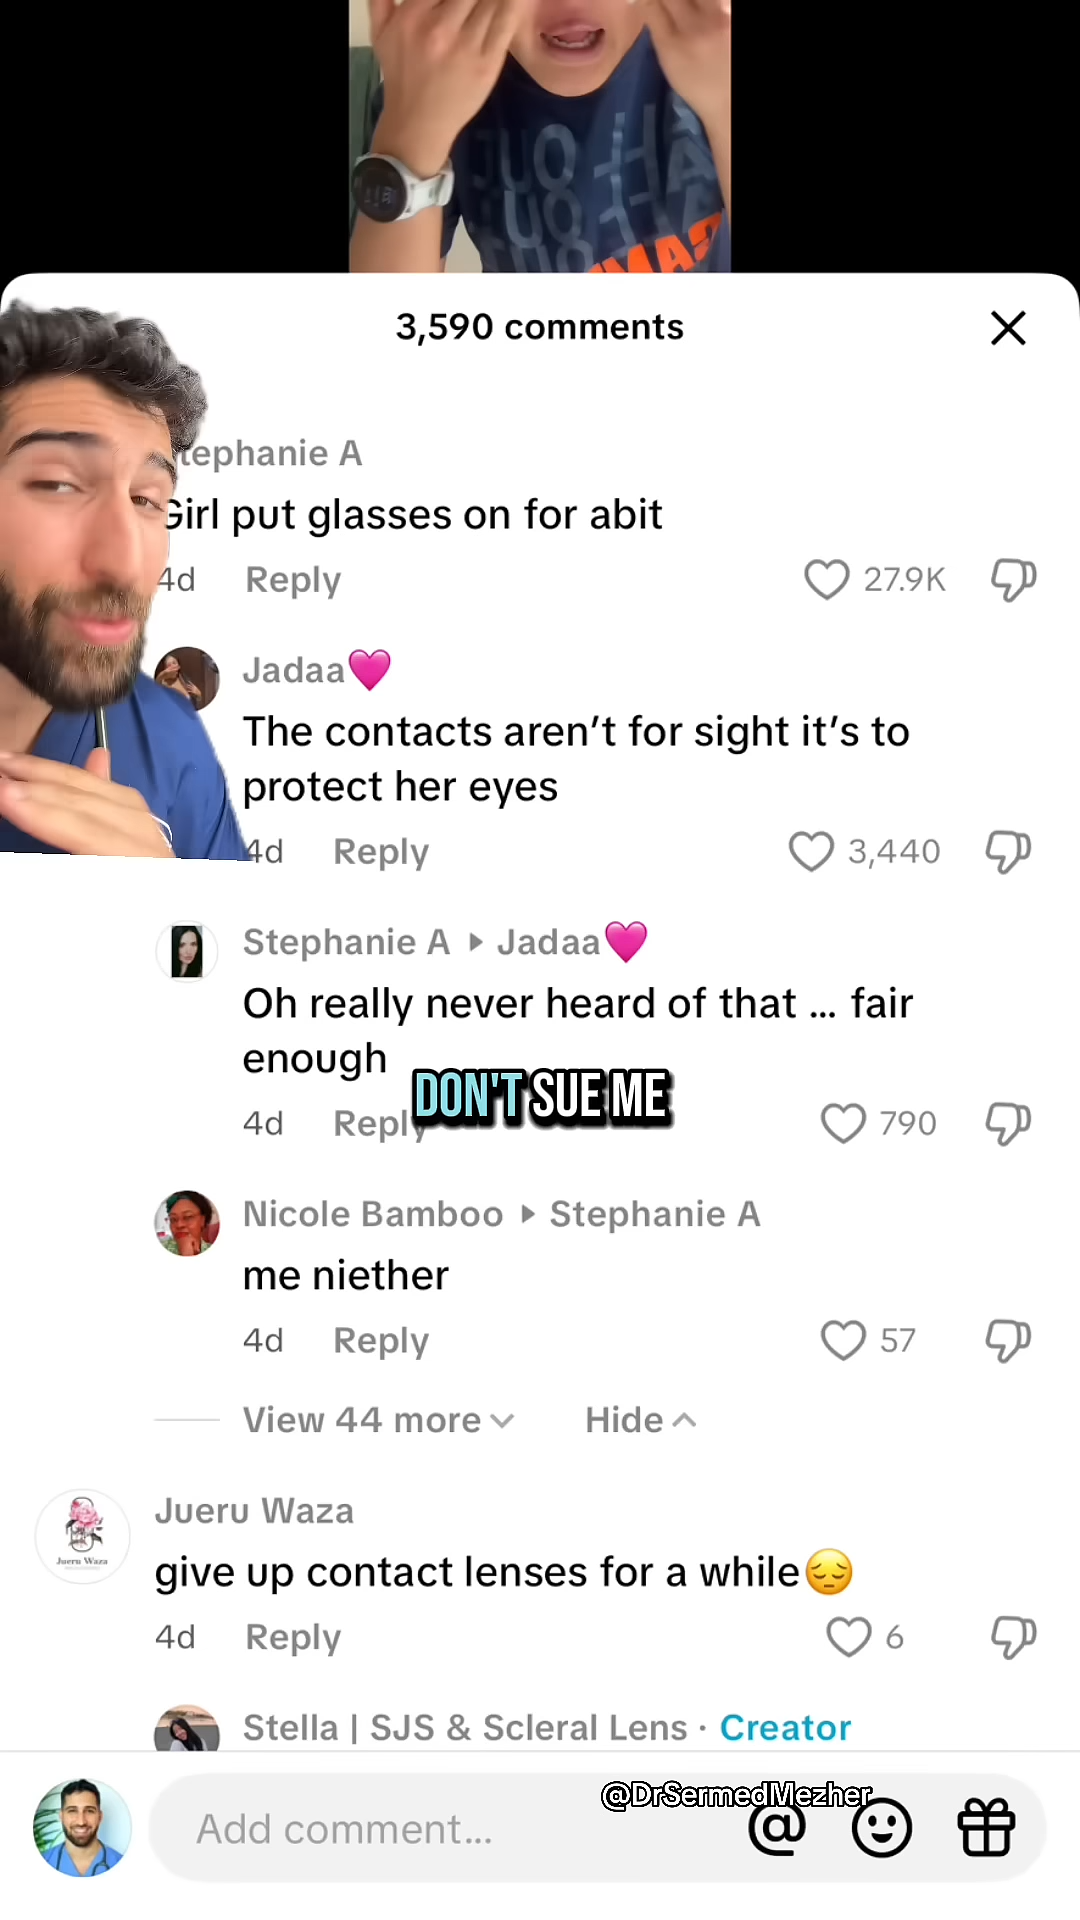 3,590 comments
tephanie A
Girl put glasses on for abit
4d Reply 27.9K
Jadaa🩷
The contacts aren't for sight it's to
protect her eyes
4d Reply 3,440
Stephanie A ▸ Jadaa🩷
Oh really never heard of that ... fair
enough
DON'T SUE ME
4d Reply 790
Nicole Bamboo ▸ Stephanie A
me niether
4d Reply 57
View 44 more Hide
Jueru Waza
Jueru Waza
give up contact lenses for a while😔
4d Reply 6
Stella | SJS & Scleral Lens · Creator
@DrSermedMezher
Add comment...